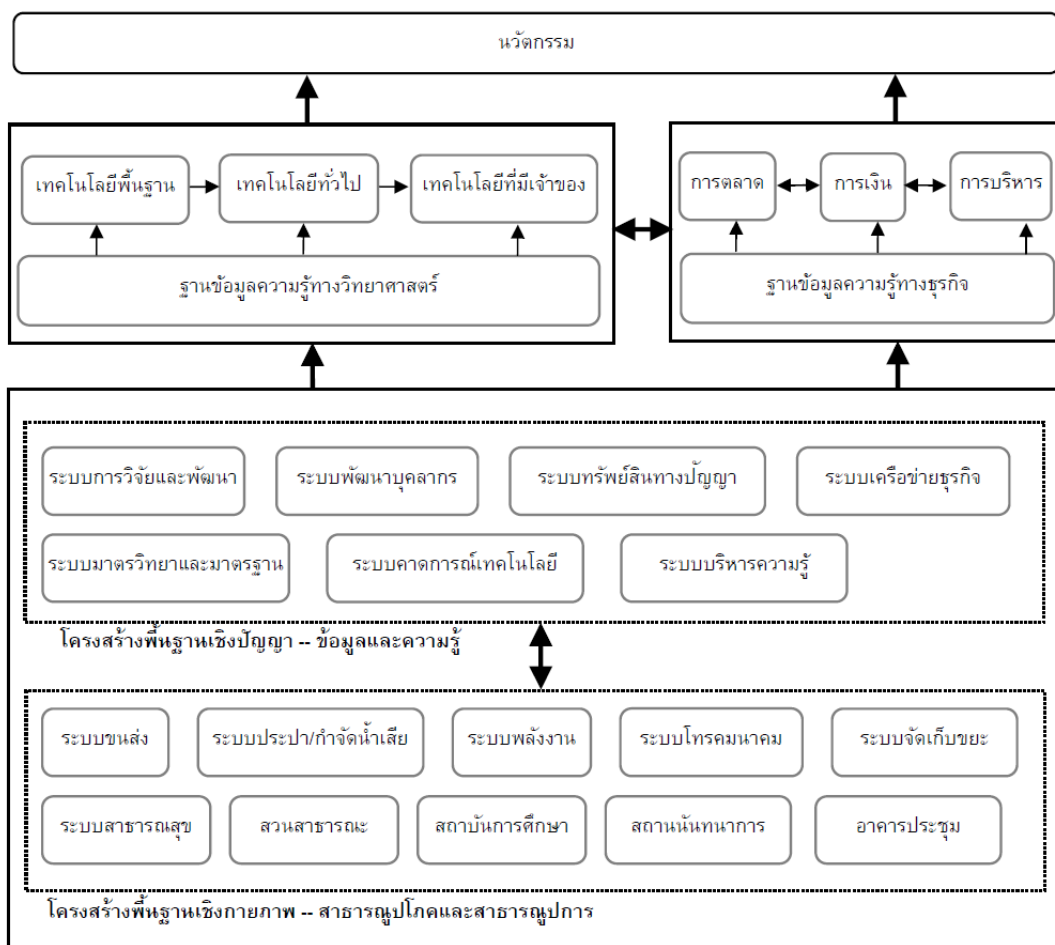 นวัตกรรม
เทคโนโลยีพื้นฐาน
เทคโนโลยีทั่วไป
เทคโนโลยีที่มีเจ้าของ
ฐานข้อมูลความรู้ทางวิทยาศาสตร์
การตลาด
การเงิน
การบริหาร
ฐานข้อมูลความรู้ทางธุรกิจ
ระบบการวิจัยและพัฒนา
ระบบพัฒนาบุคลากร
ระบบทรัพย์สินทางปัญญา
ระบบเครือข่ายธุรกิจ
ระบบมาตรวิทยาและมาตรฐาน
ระบบคาดการณ์เทคโนโลยี
ระบบบริหารความรู้
โครงสร้างพื้นฐานเชิงปัญญา -- ข้อมูลและความรู้
ระบบขนส่ง
ระบบประปา/กำจัดน้ำเสีย
ระบบพลังงาน
ระบบโทรคมนาคม
ระบบจัดเก็บขยะ
ระบบสาธารณสุข
สวนสาธารณะ
สถาบันการศึกษา
สถานนันทนาการ
อาคารประชุม
โครงสร้างพื้นฐานเชิงกายภาพ -- สาธารณูปโภคและสาธารณูปการ